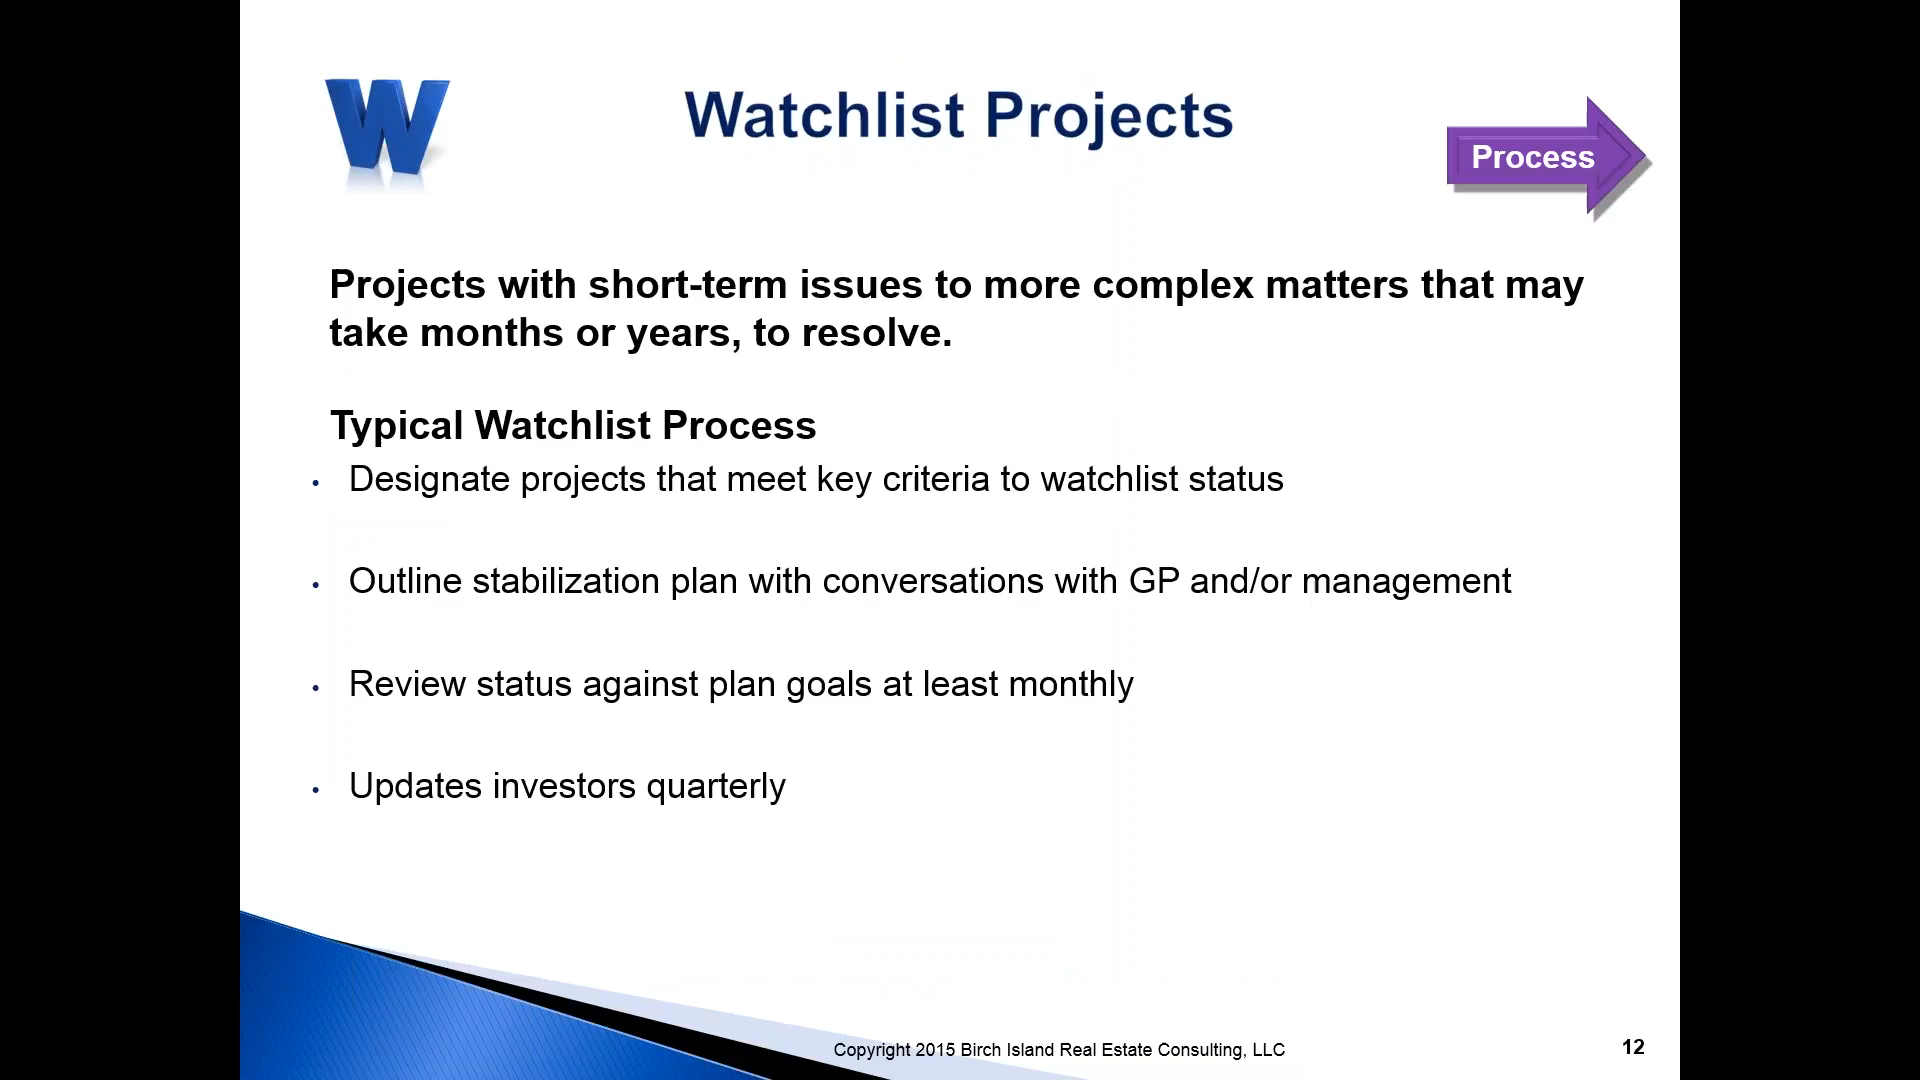 W
Watchlist Projects
Process
Projects with short-term issues to more complex matters that may
take months or years, to resolve.
Typical Watchlist Process
• Designate projects that meet key criteria to watchlist status
• Outline stabilization plan with conversations with GP and/or management
• Review status against plan goals at least monthly
• Updates investors quarterly
Copyright 2015 Birch Island Real Estate Consulting, LLC
12